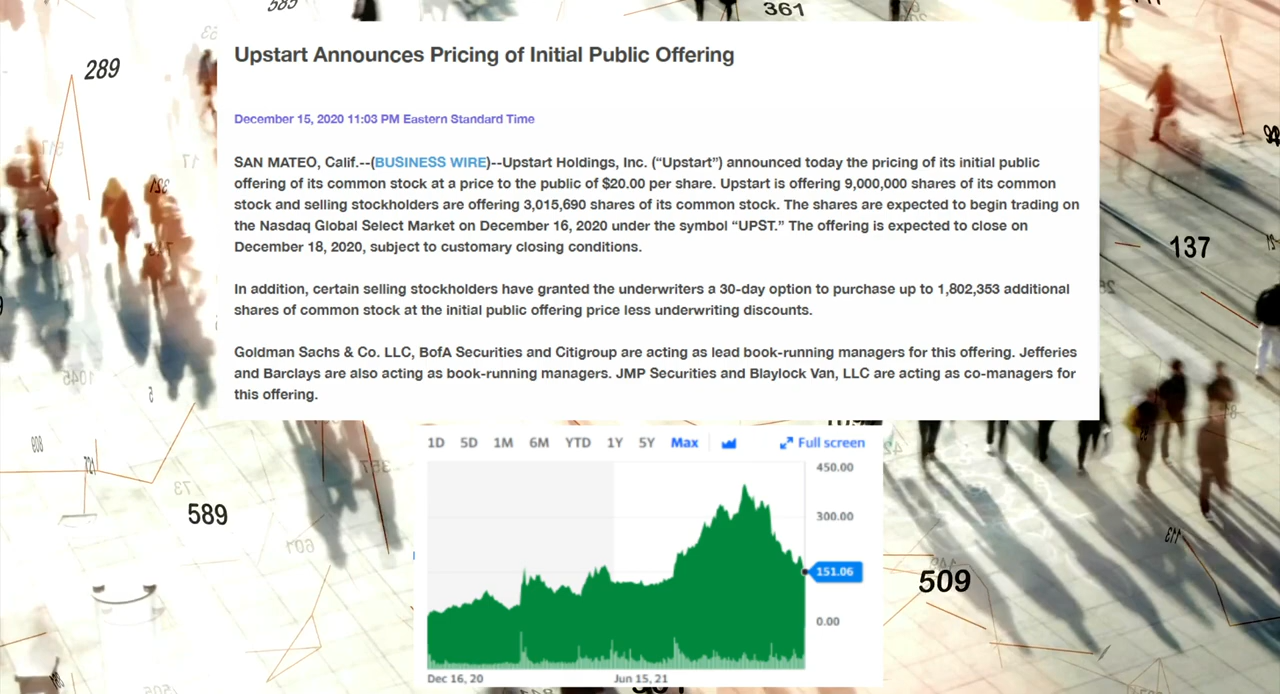 585
361
289
Upstart Announces Pricing of Initial Public Offering
December 15, 2020 11:03 PM Eastern Standard Time
SAN MATEO, Calif.--(BUSINESS WIRE)--Upstart Holdings, Inc. (“Upstart”) announced today the pricing of its initial public
offering of its common stock at a price to the public of $20.00 per share. Upstart is offering 9,000,000 shares of its common
stock and selling stockholders are offering 3,015,690 shares of its common stock. The shares are expected to begin trading on
the Nasdaq Global Select Market on December 16, 2020 under the symbol “UPST.” The offering is expected to close on
December 18, 2020, subject to customary closing conditions.
137
In addition, certain selling stockholders have granted the underwriters a 30-day option to purchase up to 1,802,353 additional
shares of common stock at the initial public offering price less underwriting discounts.
Goldman Sachs & Co. LLC, BofA Securities and Citigroup are acting as lead book-running managers for this offering. Jefferies
and Barclays are also acting as book-running managers. JMP Securities and Blaylock Van, LLC are acting as co-managers for
this offering.
1D 5D 1M 6M YTD 1Y 5Y Max Full screen
450.00
300.00
151.06
0.00
Dec 16, 20 Jun 15, 21
589
509